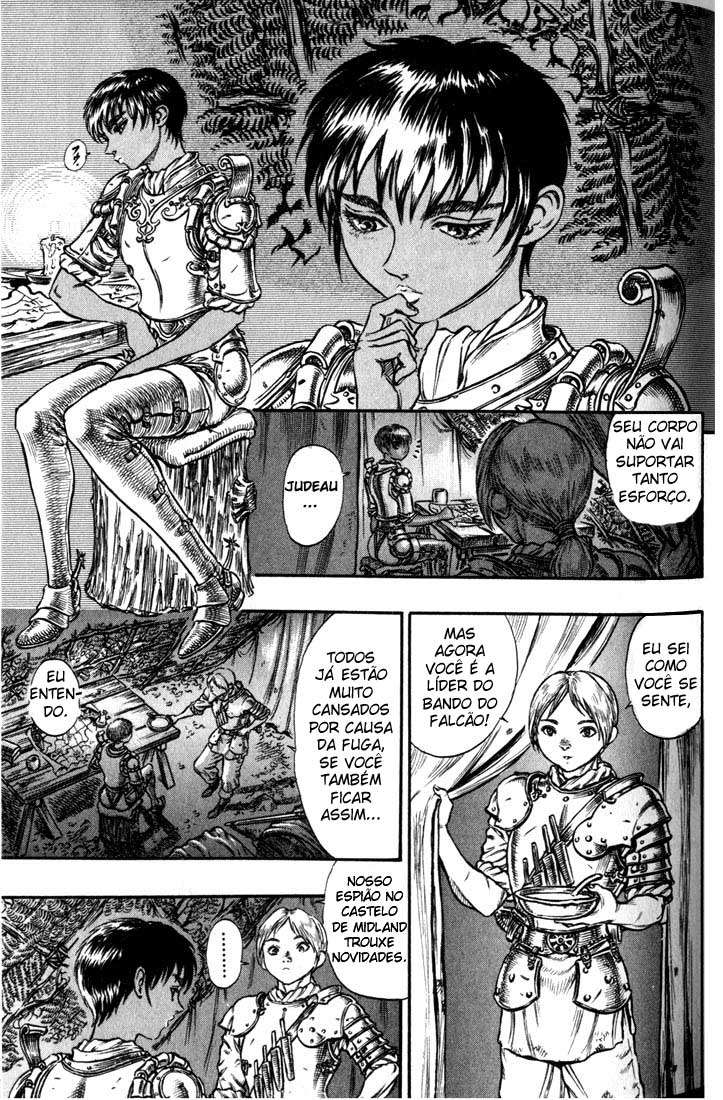 SEU CORPO
NÃO VAI
SUPORTAR
TANTO
ESFORÇO.
JUDEAU
...
EU SEI
COMO
VOCÊ SE
SENTE,
MAS
AGORA
VOCÊ É A
LÍDER DO
BANDO DO
FALCÃO!
TODOS
JÁ ESTÃO
MUITO
CANSADOS
POR CAUSA
DA FUGA,
SE VOCÊ
TAMBÉM
FICAR
ASSIM...
EU
ENTEN-
DO.
NOSSO
ESPIÃO NO
CASTELO
DE MIDLAND
TROUXE
NOVIDADES.
......